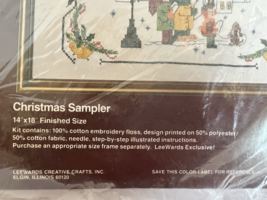 Christmas Sampler
14"x18" Finished Size
Kit contains: 100% cotton embroidery floss, design printed on 50% polyester/
50% cotton fabric, needle, step-by-step illustrated instructions.
Purchase an appropriate size frame separately. LeeWards Exclusive!
LEEWARDS CREATIVE CRAFTS, INC.
ELGIN, ILLINOIS 60120
SAVE THIS COLOR LABEL FOR REFERENCE